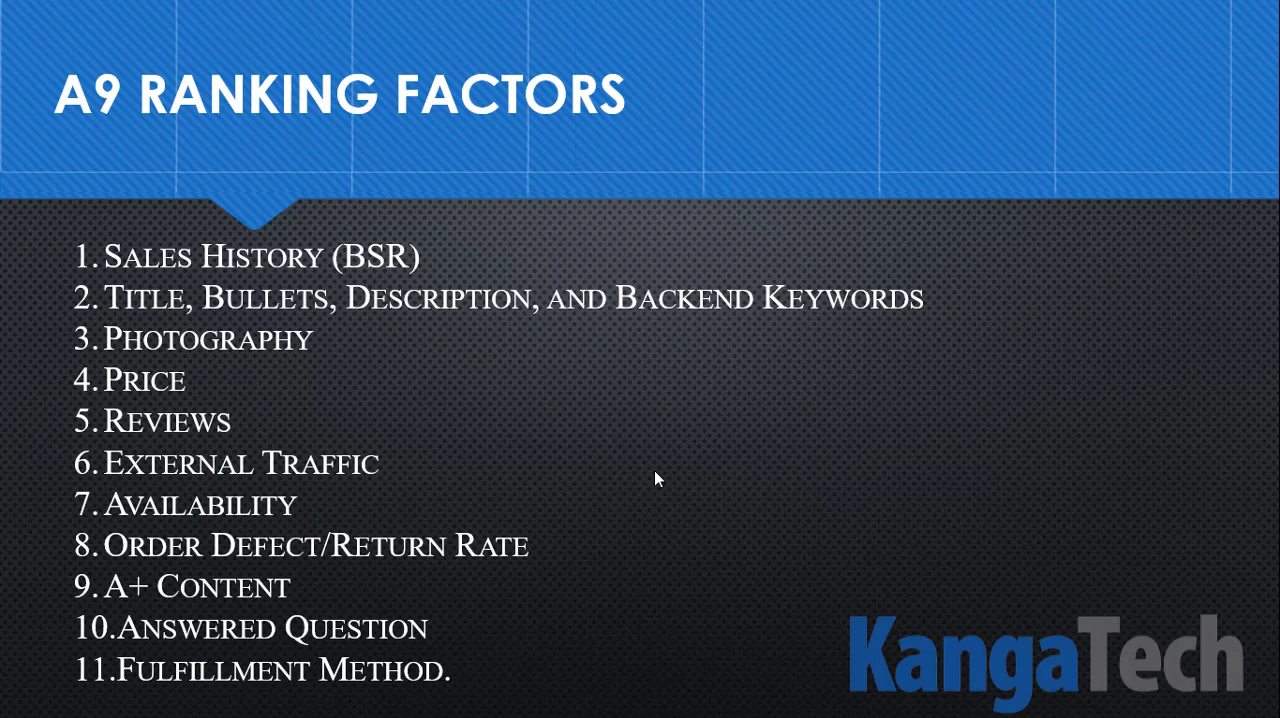 A9 RANKING FACTORS
1. Sales History (BSR)
2. Title, Bullets, Description, and Backend Keywords
3. Photography
4. Price
5. Reviews
6. External Traffic
7. Availability
8. Order Defect/Return Rate
9. A+ Content
10.Answered Question
11.Fulfillment Method.
KangaTech